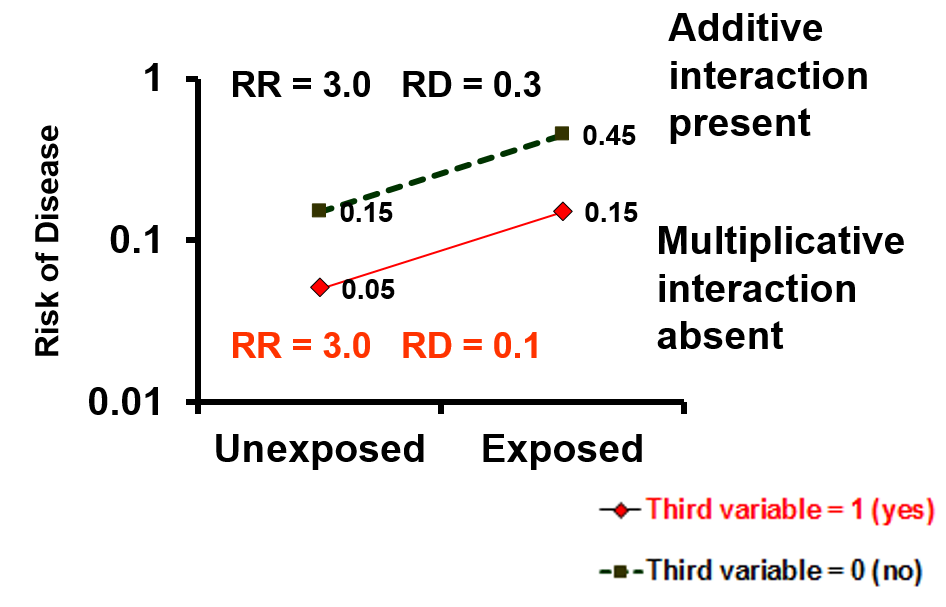 Additive
interaction
present
1
RR = 3.0 RD = 0.3
0.45
0.15
0.15
0.1
Multiplicative
interaction
absent
0.05
RR = 3.0 RD = 0.1
0.01
Risk of Disease
Unexposed
Exposed
Third variable = 1 (yes)
Third variable = 0 (no)